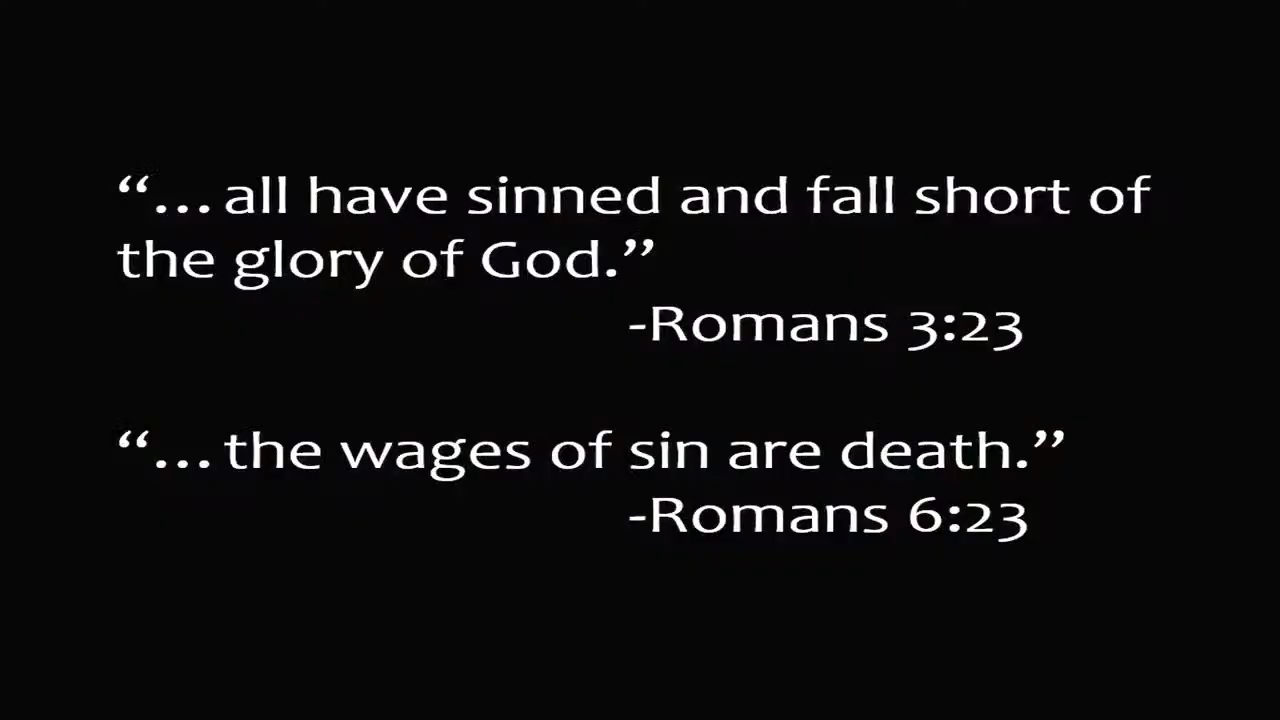 “...all have sinned and fall short of
the glory of God.”
-Romans 3:23
“...the wages of sin are death.”
-Romans 6:23